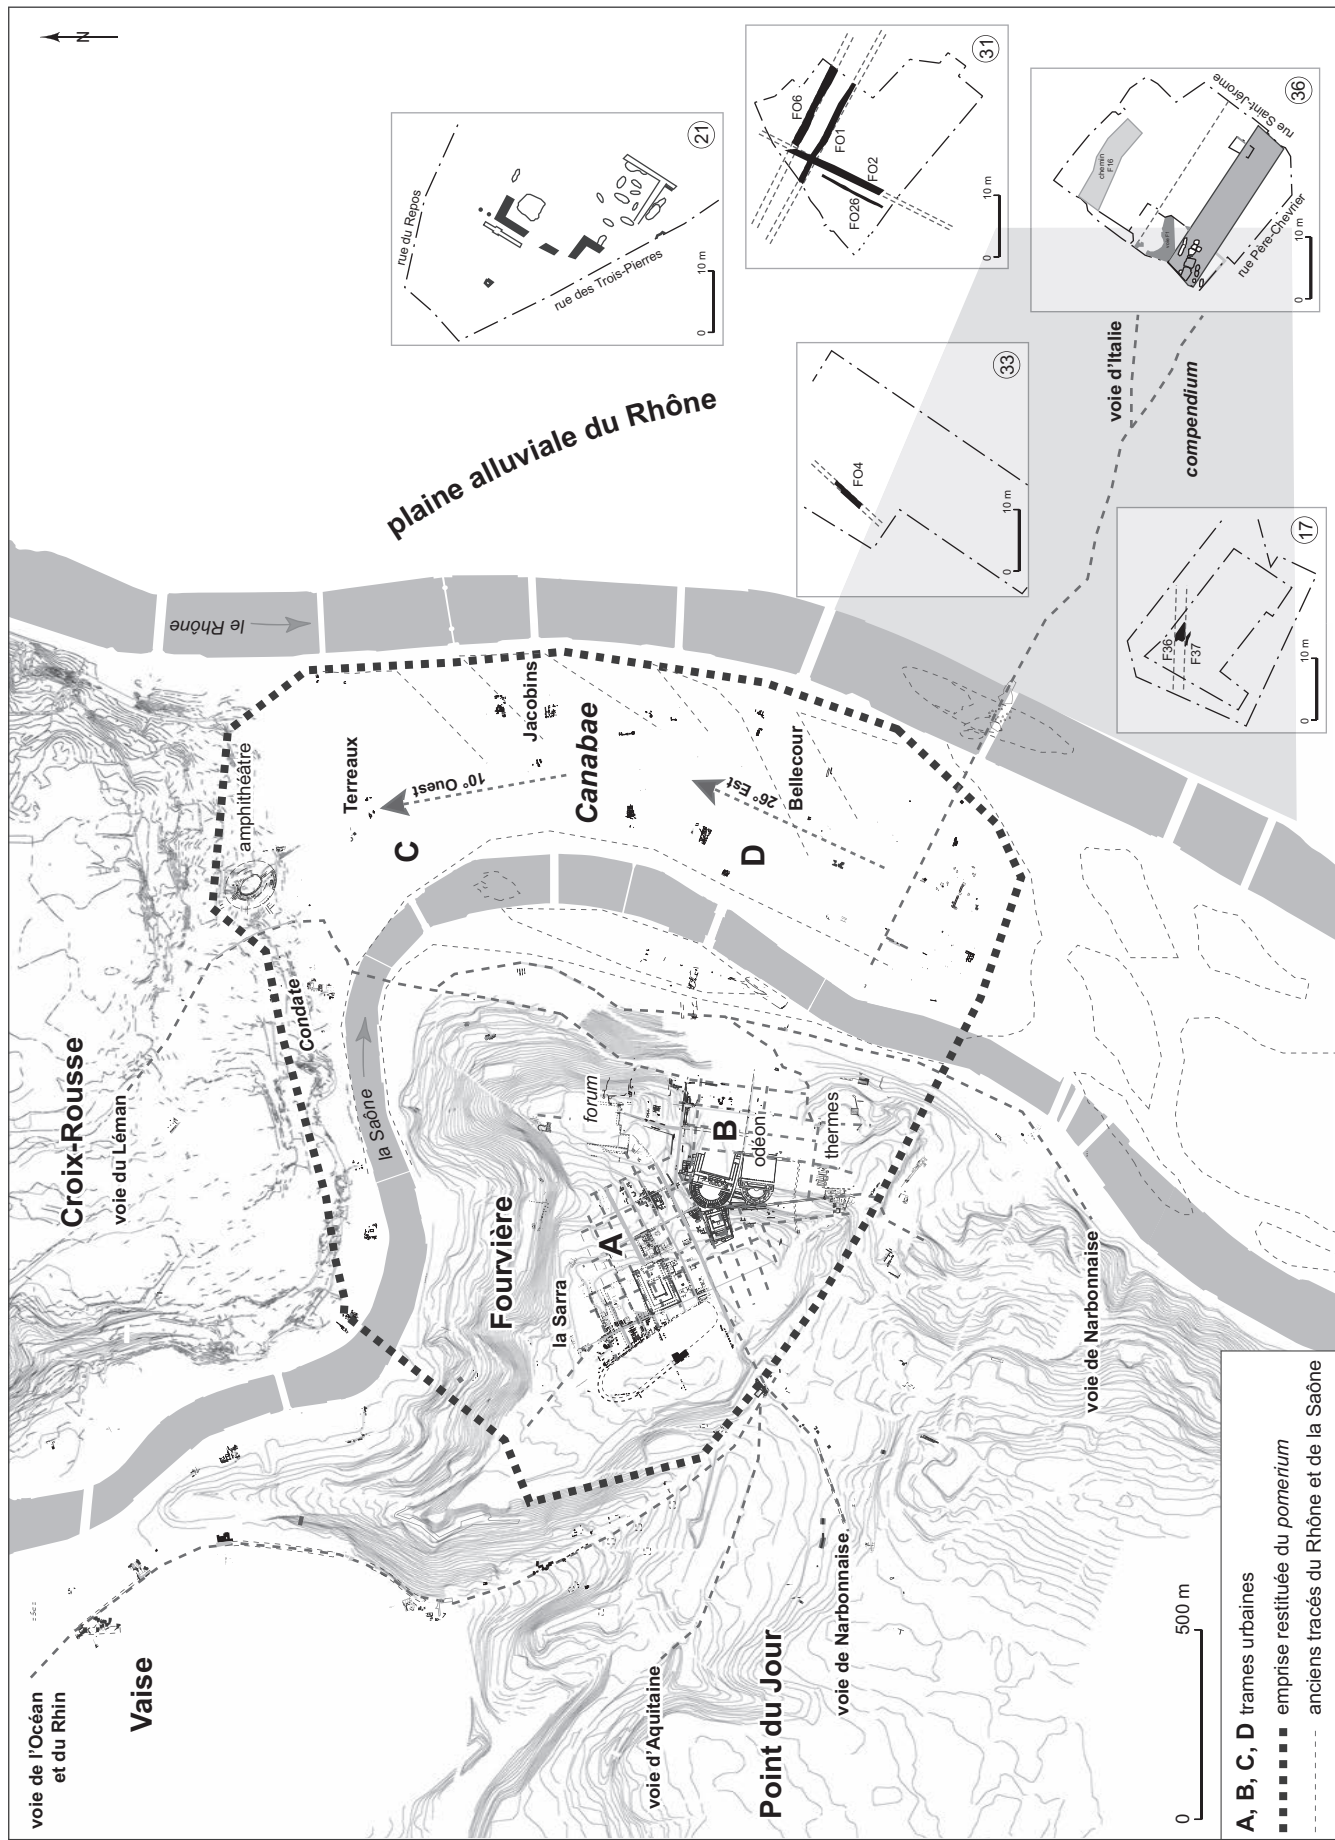 voie de l'Océan
et du Rhin
Vaise
Croix-Rousse
voie du Léman
Condate
amphithéâtre
la Saône
le Rhône
Terreaux
C
10° Ouest
Jacobins
Canabae
26° Est
D
Bellecour
Fourvière
la Sarra
A
forum
B
odéon
thermes
voie d'Aquitaine
Point du Jour
voie de Narbonnaise
voie de Narbonnaise
plaine alluviale du Rhône
voie d'Italie
compendium
N
rue du Repos
rue des Trois-Pierres
0 10 m
21
FO6
FO1
FO2
FO26
0 10 m
31
FO4
0 10 m
33
chemin
F16
rue Saint-Jérome
rue Père-Chevrier
0 10 m
36
F36
F37
0 10 m
17
0 500 m
A, B, C, D trames urbaines
emprise restituée du pomerium
anciens tracés du Rhône et de la Saône